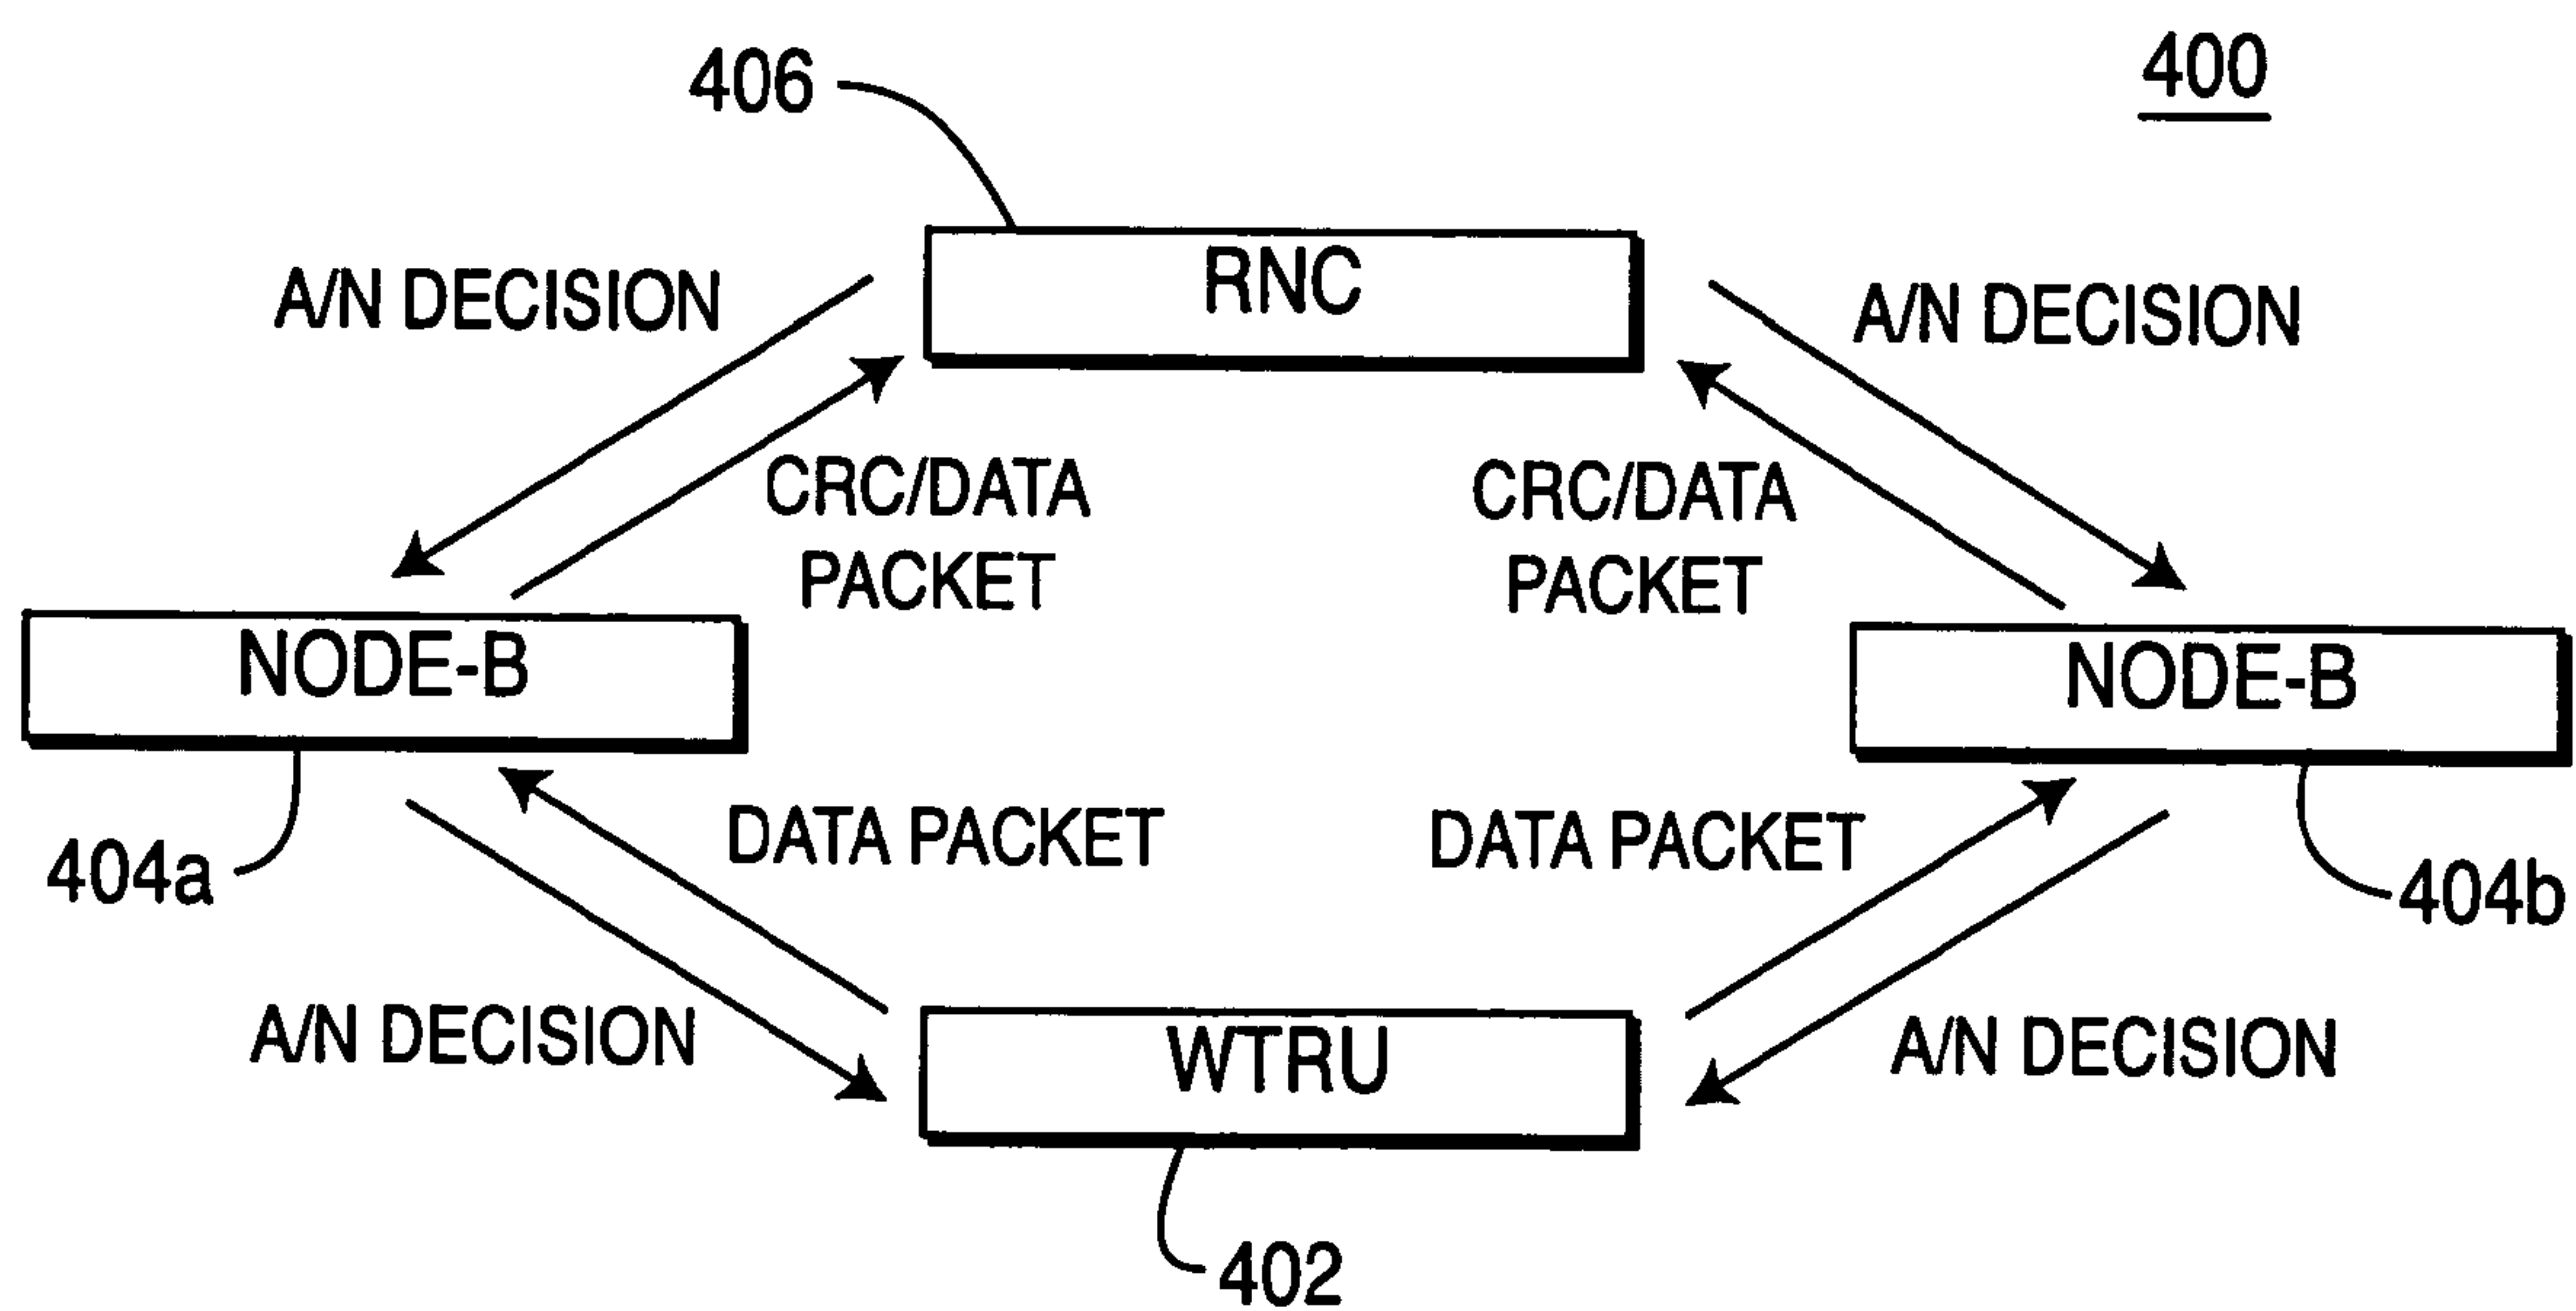 400
406
RNC
A/N DECISION
A/N DECISION
CRC/DATA
PACKET
CRC/DATA
PACKET
NODE-B
NODE-B
404a
DATA PACKET
DATA PACKET
404b
A/N DECISION
WTRU
A/N DECISION
402